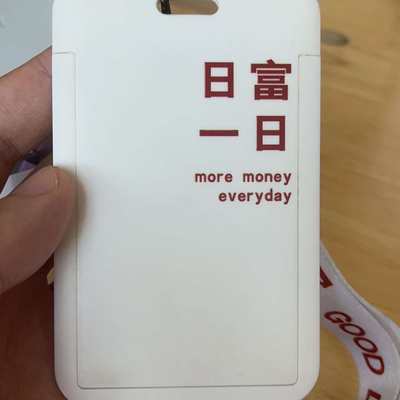 日富
一日
more money
everyday
GOOD